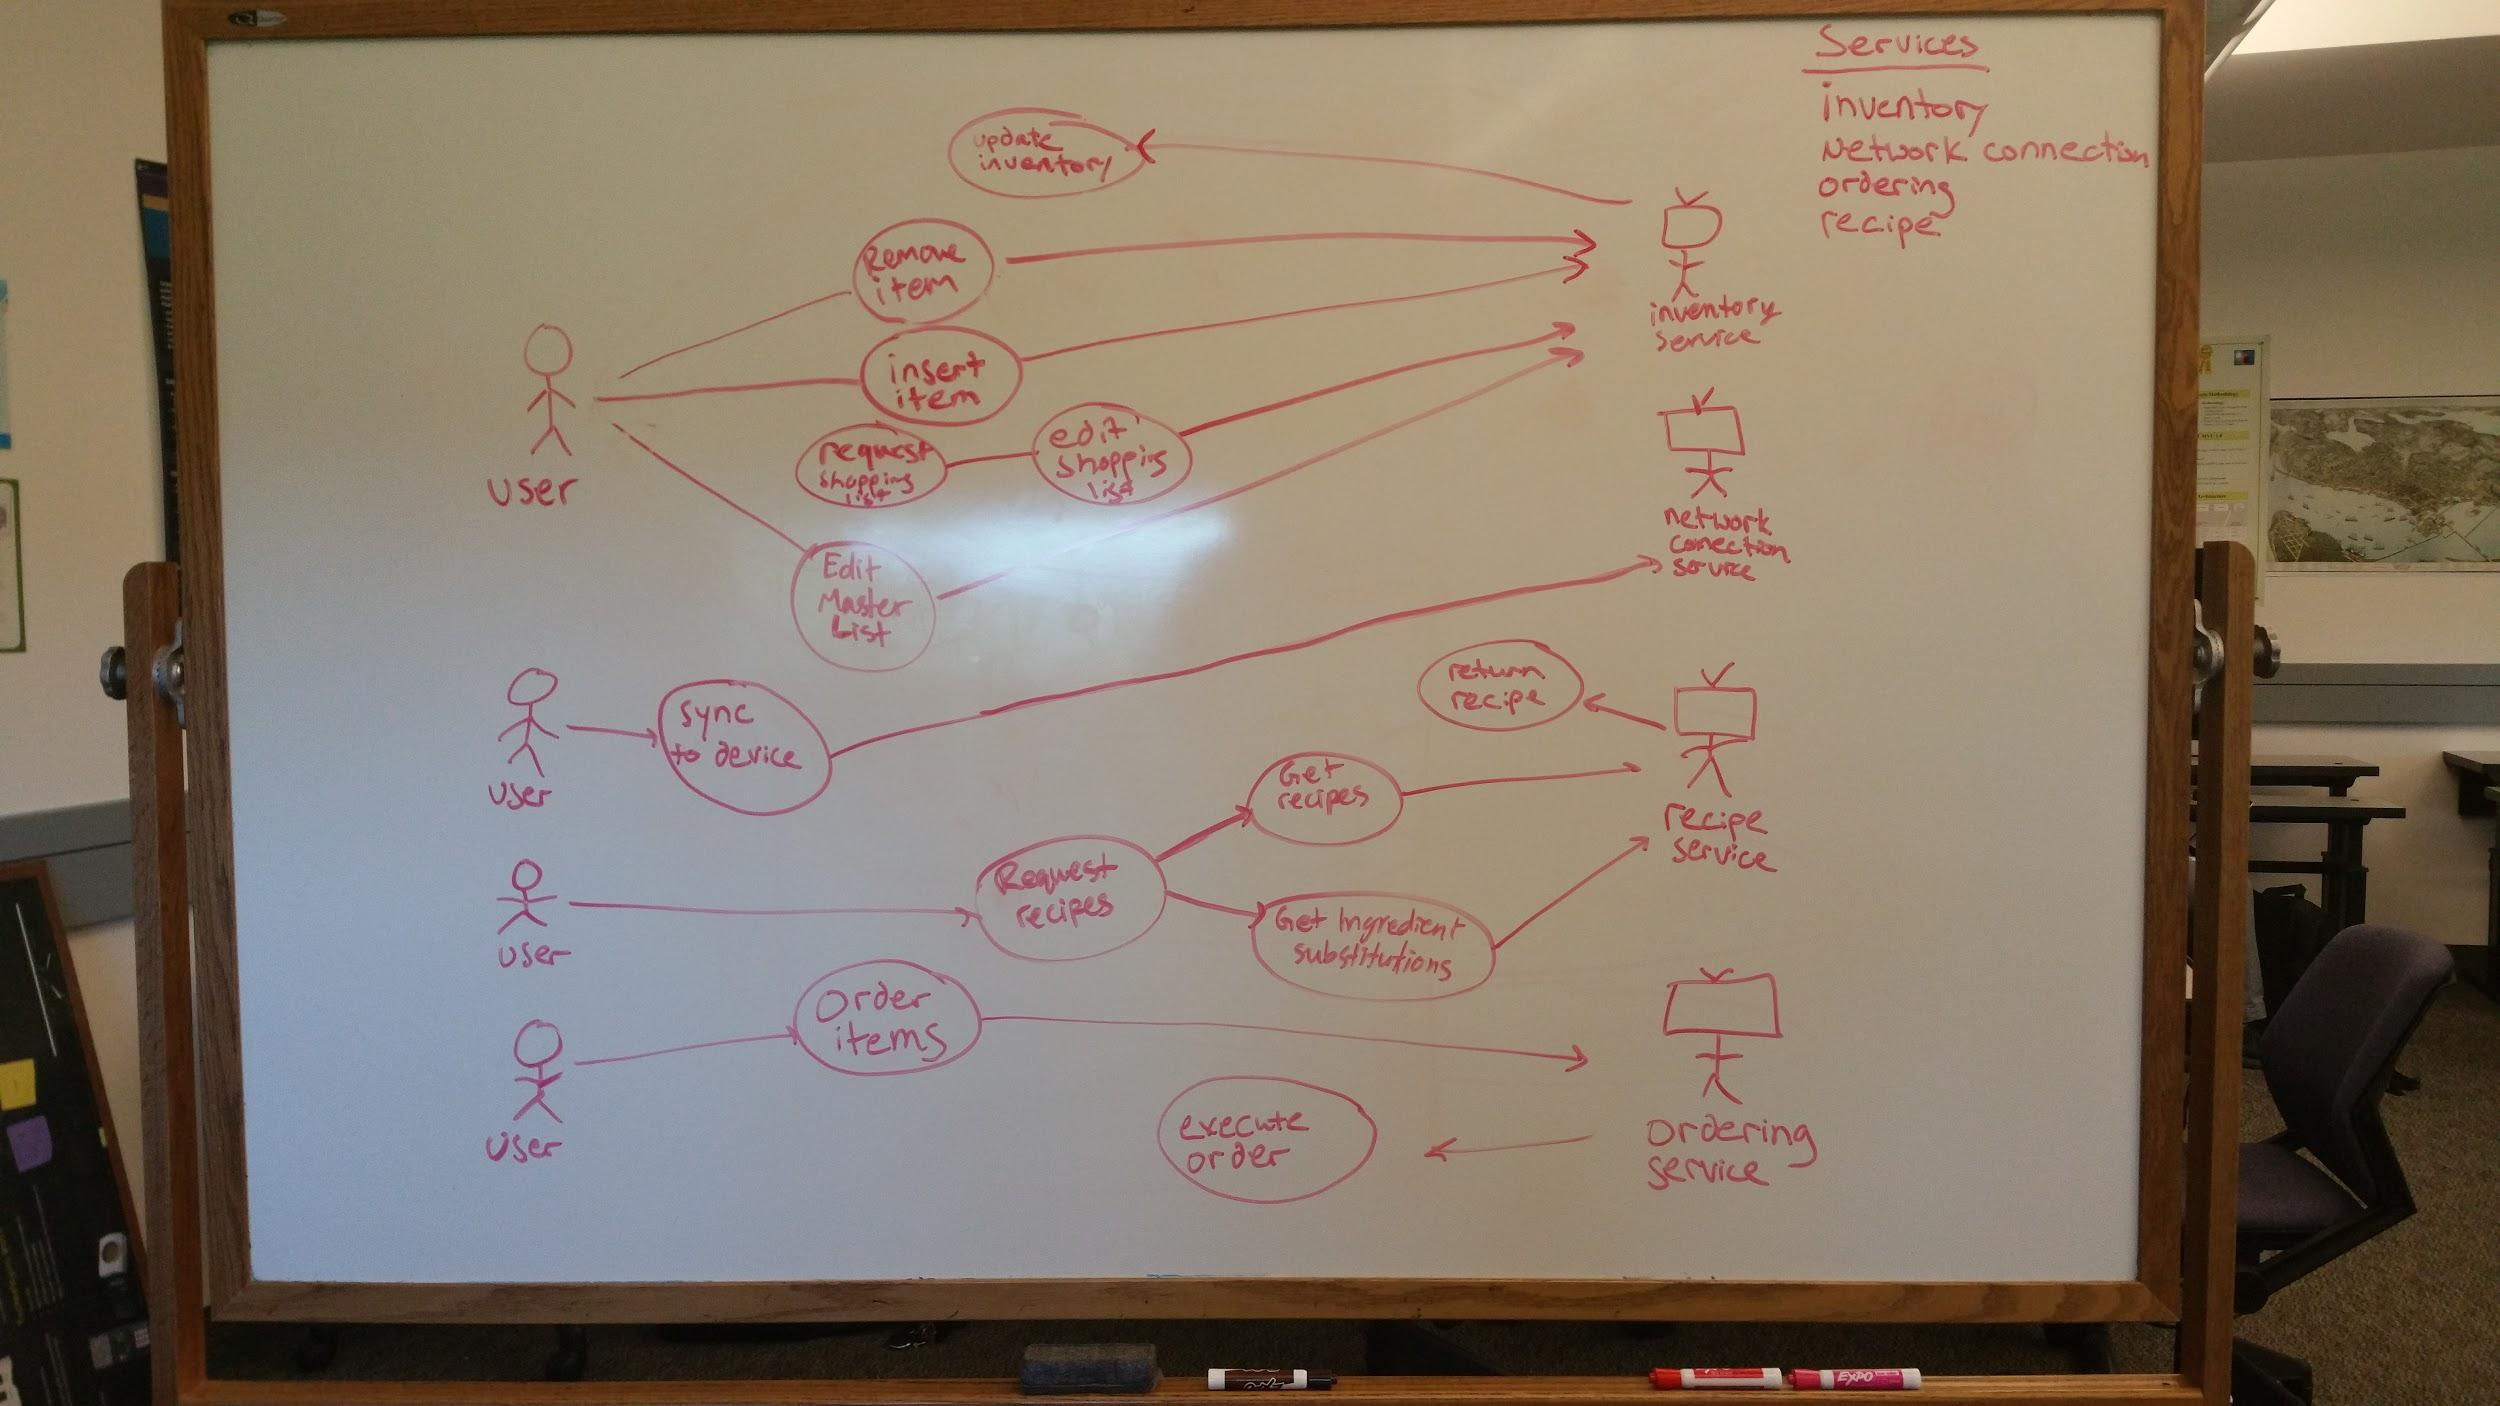 Services
inventory
Network connection
ordering
recipe
update
inventory
Remove
item
insert
item
request
shopping
list
edit
shoppig
list
Edit
Master
List
user
inventory
service
network
conection
service
sync
to device
user
return
recipe
Get
recipes
recipe
service
Request
recipes
Get Ingredient
substitutions
user
Order
items
user
execute
order
Ordering
service
EXPO